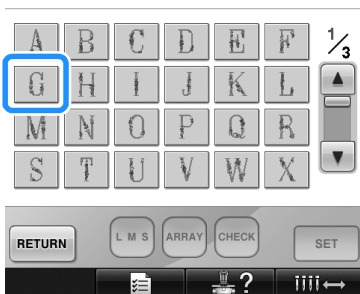 A B C D E F 1/3
G H I J K L
M N O P Q R
S T U V W X
RETURN L M S ARRAY CHECK SET
?